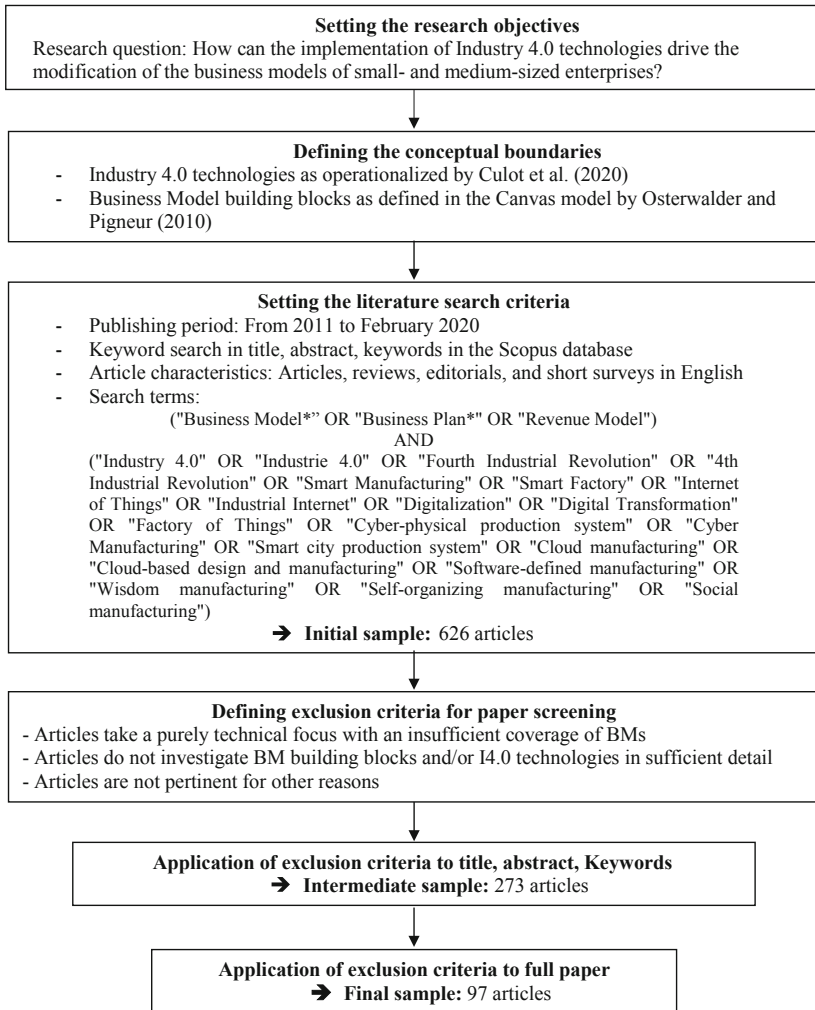 Setting the research objectives
Research question: How can the implementation of Industry 4.0 technologies drive the
modification of the business models of small- and medium-sized enterprises?
Defining the conceptual boundaries
- Industry 4.0 technologies as operationalized by Culot et al. (2020)
- Business Model building blocks as defined in the Canvas model by Osterwalder and
Pigneur (2010)
Setting the literature search criteria
- Publishing period: From 2011 to February 2020
- Keyword search in title, abstract, keywords in the Scopus database
- Article characteristics: Articles, reviews, editorials, and short surveys in English
- Search terms:
("Business Model*” OR "Business Plan*" OR "Revenue Model")
AND
("Industry 4.0" OR "Industrie 4.0" OR "Fourth Industrial Revolution" OR "4th
Industrial Revolution" OR "Smart Manufacturing" OR "Smart Factory" OR "Internet
of Things" OR "Industrial Internet" OR "Digitalization" OR "Digital Transformation"
OR "Factory of Things" OR "Cyber-physical production system" OR "Cyber
Manufacturing" OR "Smart city production system" OR "Cloud manufacturing" OR
"Cloud-based design and manufacturing" OR "Software-defined manufacturing" OR
"Wisdom manufacturing" OR "Self-organizing manufacturing" OR "Social
manufacturing")
➔ Initial sample: 626 articles
Defining exclusion criteria for paper screening
- Articles take a purely technical focus with an insufficient coverage of BMs
- Articles do not investigate BM building blocks and/or I4.0 technologies in sufficient detail
- Articles are not pertinent for other reasons
Application of exclusion criteria to title, abstract, Keywords
➔ Intermediate sample: 273 articles
Application of exclusion criteria to full paper
➔ Final sample: 97 articles